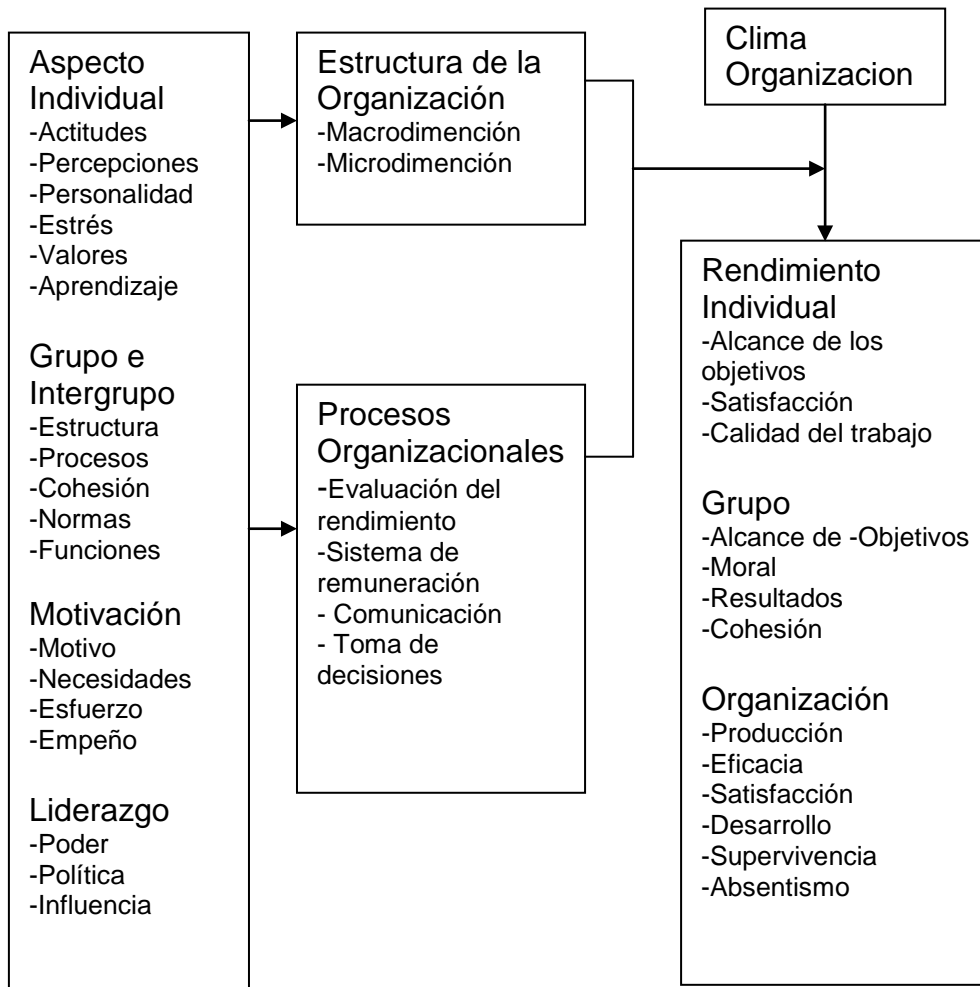 Aspecto
Individual
-Actitudes
-Percepciones
-Personalidad
-Estrés
-Valores
-Aprendizaje
Grupo e
Intergrupo
-Estructura
-Procesos
-Cohesión
-Normas
-Funciones
Motivación
-Motivo
-Necesidades
-Esfuerzo
-Empeño
Liderazgo
-Poder
-Política
-Influencia
Estructura de la
Organización
-Macrodimención
-Microdimención
Procesos
Organizacionales
-Evaluación del
rendimiento
-Sistema de
remuneración
- Comunicación
- Toma de
decisiones
Clima
Organizacion
Rendimiento
Individual
-Alcance de los
objetivos
-Satisfacción
-Calidad del trabajo
Grupo
-Alcance de -Objetivos
-Moral
-Resultados
-Cohesión
Organización
-Producción
-Eficacia
-Satisfacción
-Desarrollo
-Supervivencia
-Absentismo